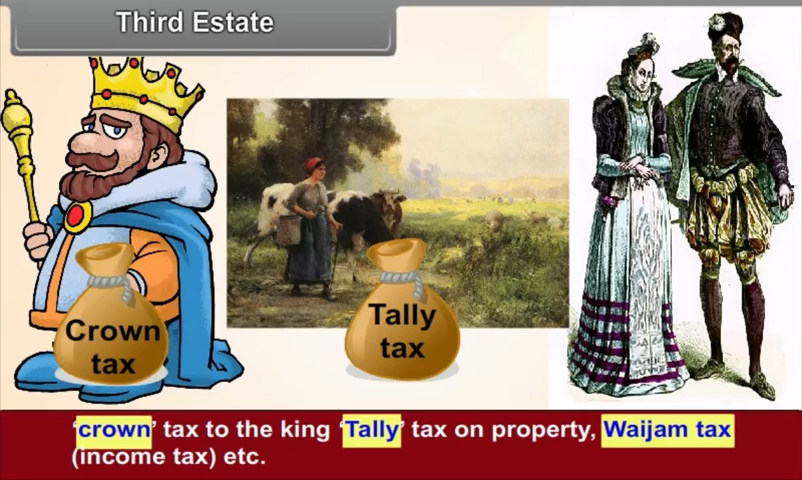 Third Estate
Crown
tax
Tally
tax
'crown' tax to the king 'Tally' tax on property, Waijam tax
(income tax) etc.